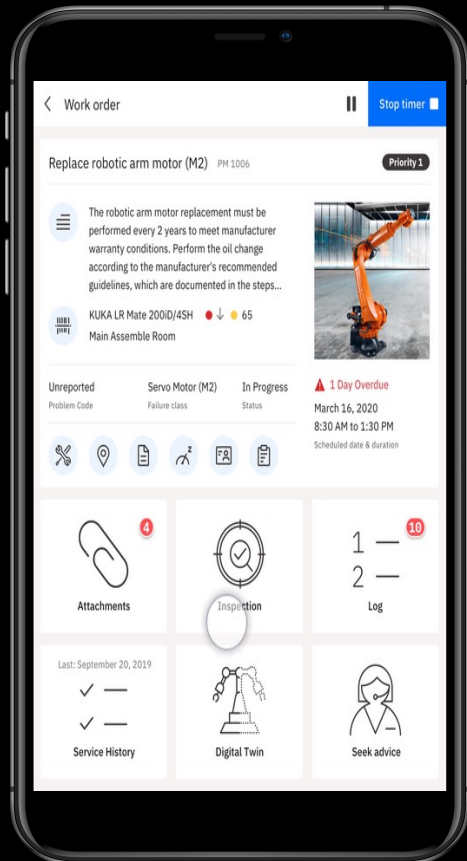 Work order
Stop timer
Replace robotic arm motor (M2) PM 1006
Priority 1
The robotic arm motor replacement must be
performed every 2 years to meet manufacturer
warranty conditions. Perform the oil change
according to the manufacturer's recommended
guidelines, which are documented in the steps...
KUKA LR Mate 200iD/4SH 65
Main Assemble Room
Unreported
Problem Code
Servo Motor (M2)
Failure class
In Progress
Status
1 Day Overdue
March 16, 2020
8:30 AM to 1:30 PM
Scheduled date & duration
z
4
Attachments
Inspection
10
1
2
Log
Last: September 20, 2019
Service History
Digital Twin
Seek advice